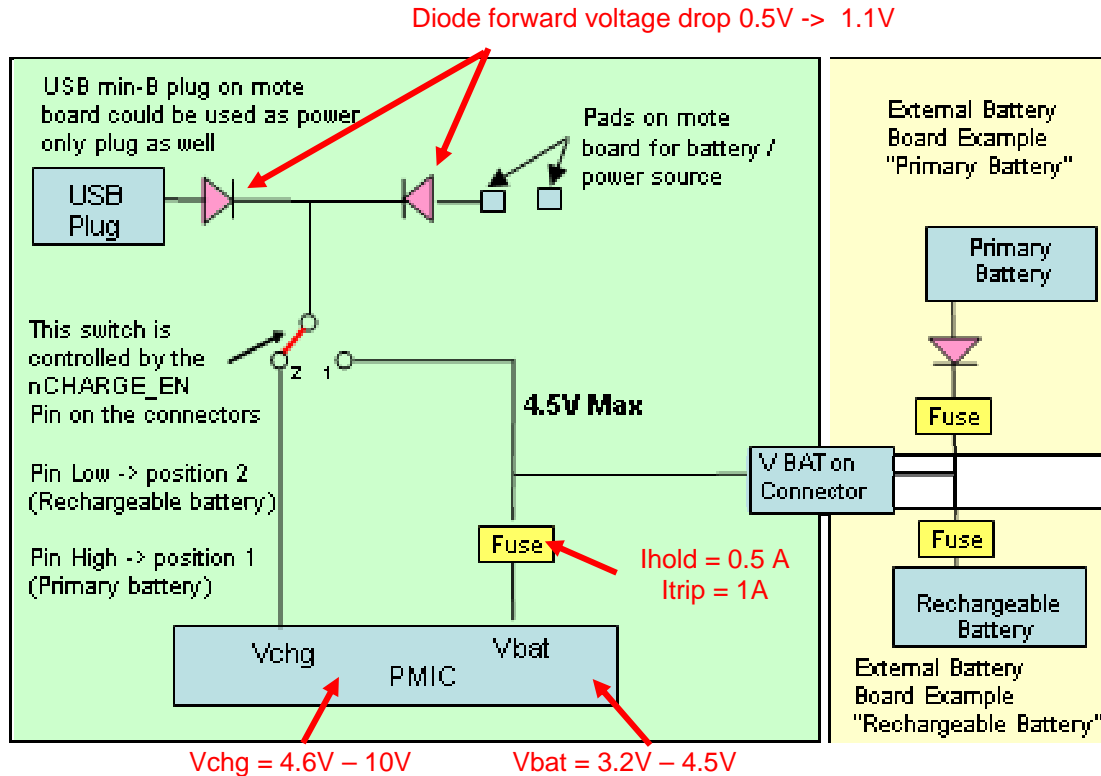 Diode forward voltage drop 0.5V -> 1.1V
USB min-B plug on mote
board could be used as power
only plug as well
USB
Plug
Pads on mote
board for battery /
power source
This switch is
controlled by the
nCHARGE_EN
Pin on the connectors
2
1
Pin Low -> position 2
(Rechargeable battery)
Pin High -> position 1
(Primary battery)
4.5V Max
Fuse
Ihold = 0.5 A
Itrip = 1A
Vchg
Vbat
PMIC
Vchg = 4.6V – 10V
Vbat = 3.2V – 4.5V
V BAT on
Connector
External Battery
Board Example
"Primary Battery"
Primary
Battery
Fuse
Fuse
Rechargeable
Battery
External Battery
Board Example
"Rechargeable Battery"